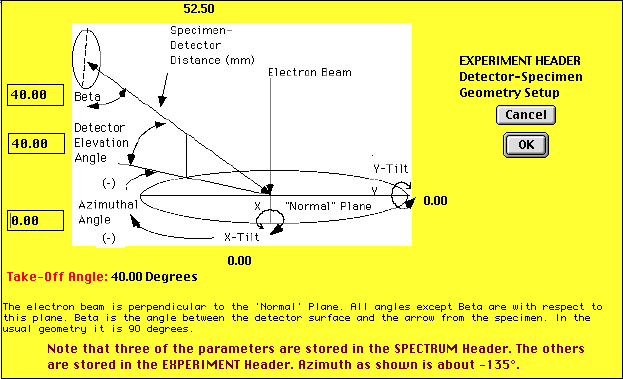 52.50
Specimen-
Detector
Distance (mm)
Electron Beam
EXPERIMENT HEADER
Detector-Specimen
Geometry Setup
Cancel
OK
40.00
Beta
40.00
Detector
Elevation
Angle
(-)
Y-Tilt
Y
0.00
Azimuthal
Angle
(-)
X
"Normal" Plane
0.00
X-Tilt
0.00
Take-Off Angle: 40.00 Degrees
The electron beam is perpendicular to the 'Normal' Plane. All angles except Beta are with respect to
this plane. Beta is the angle between the detector surface and the arrow from the specimen. In the
usual geometry it is 90 degrees.
Note that three of the parameters are stored in the SPECTRUM Header. The others
are stored in the EXPERIMENT Header. Azimuth as shown is about -135°.